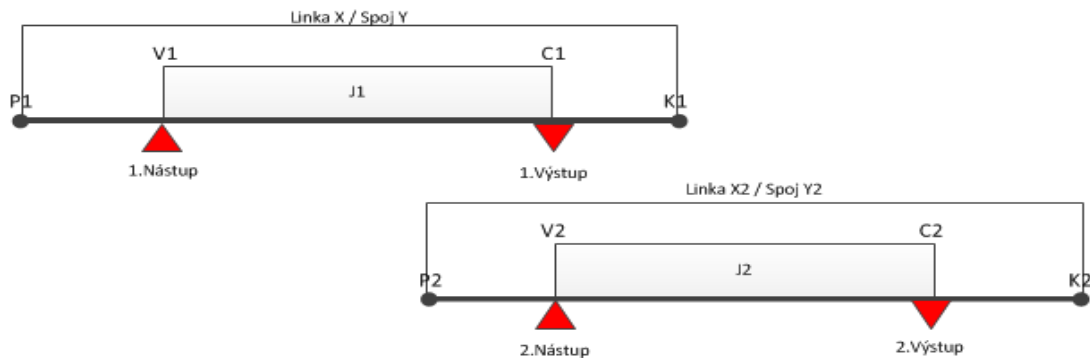 Linka X / Spoj Y
V1 C1
J1
P1 K1
1.Nástup 1.Výstup
Linka X2 / Spoj Y2
V2 C2
J2
P2 K2
2.Nástup 2.Výstup